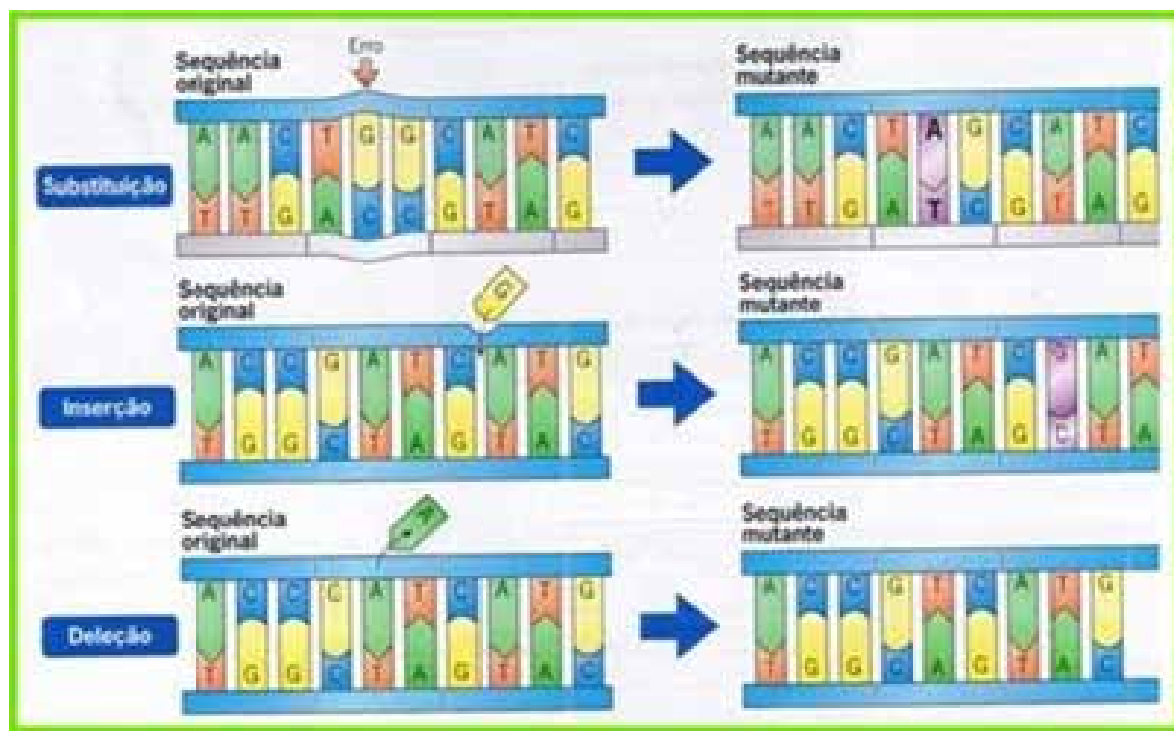 Erro
Sequência
original
Sequência
mutante
A A C T G G C A T C
A A C T A G C A T C
Substituição
T T G A C C G T A G
T T G A T C G T A G
Sequência
original
G
Sequência
mutante
A C C G A T C A T G
A C C G A T C G A T
Inserção
T G G C T A G T A C
T G G C T A G C T A
Sequência
original
A
Sequência
mutante
A C C G A T C A T G
A C C G T C A T G
Deleção
T G G C T A G T A C
T G G C A G T A C